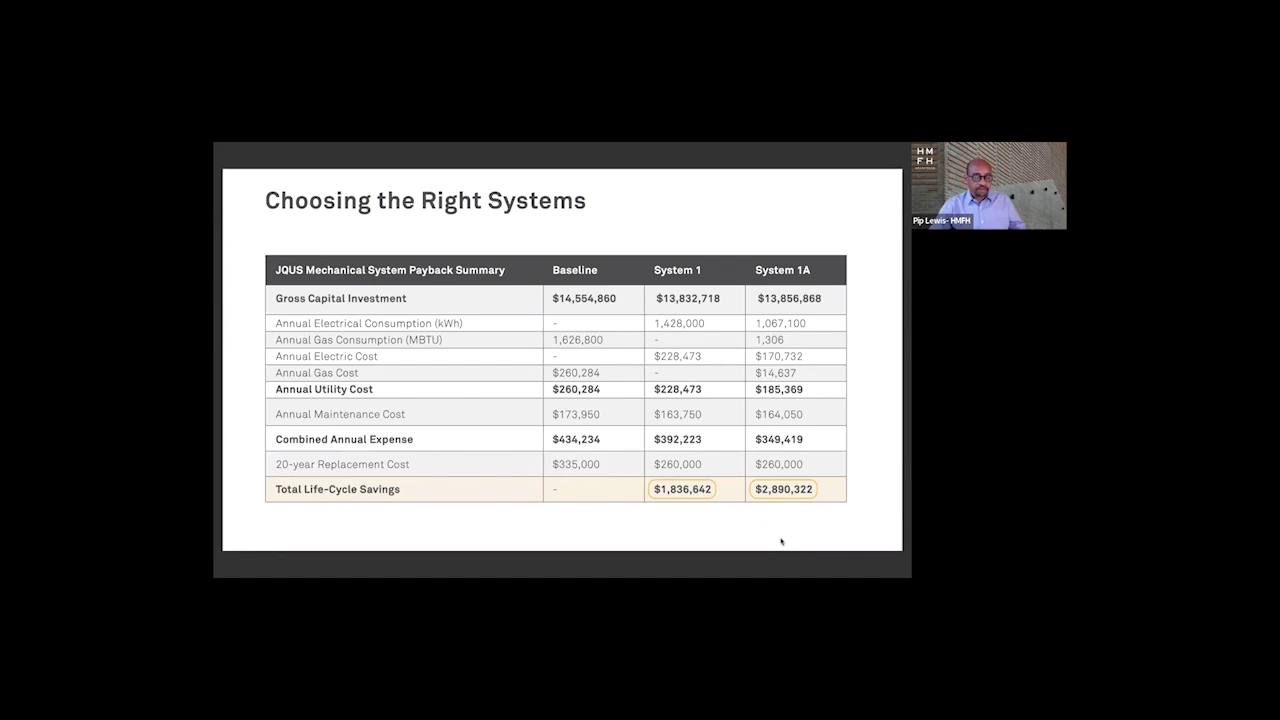 Choosing the Right Systems
JQUS Mechanical System Payback Summary Baseline System 1 System 1A
Gross Capital Investment $14,554,860 $13,832,718 $13,856,868
Annual Electrical Consumption (kWh) - 1,428,000 1,067,100
Annual Gas Consumption (MBTU) 1,626,800 - 1,306
Annual Electric Cost - $228,473 $170,732
Annual Gas Cost $260,284 - $14,637
Annual Utility Cost $260,284 $228,473 $185,369
Annual Maintenance Cost $173,950 $163,750 $164,050
Combined Annual Expense $434,234 $392,223 $349,419
20-year Replacement Cost $335,000 $260,000 $260,000
Total Life-Cycle Savings - $1,836,642 $2,890,322
HM
FH
Pip Lewis- HMFH